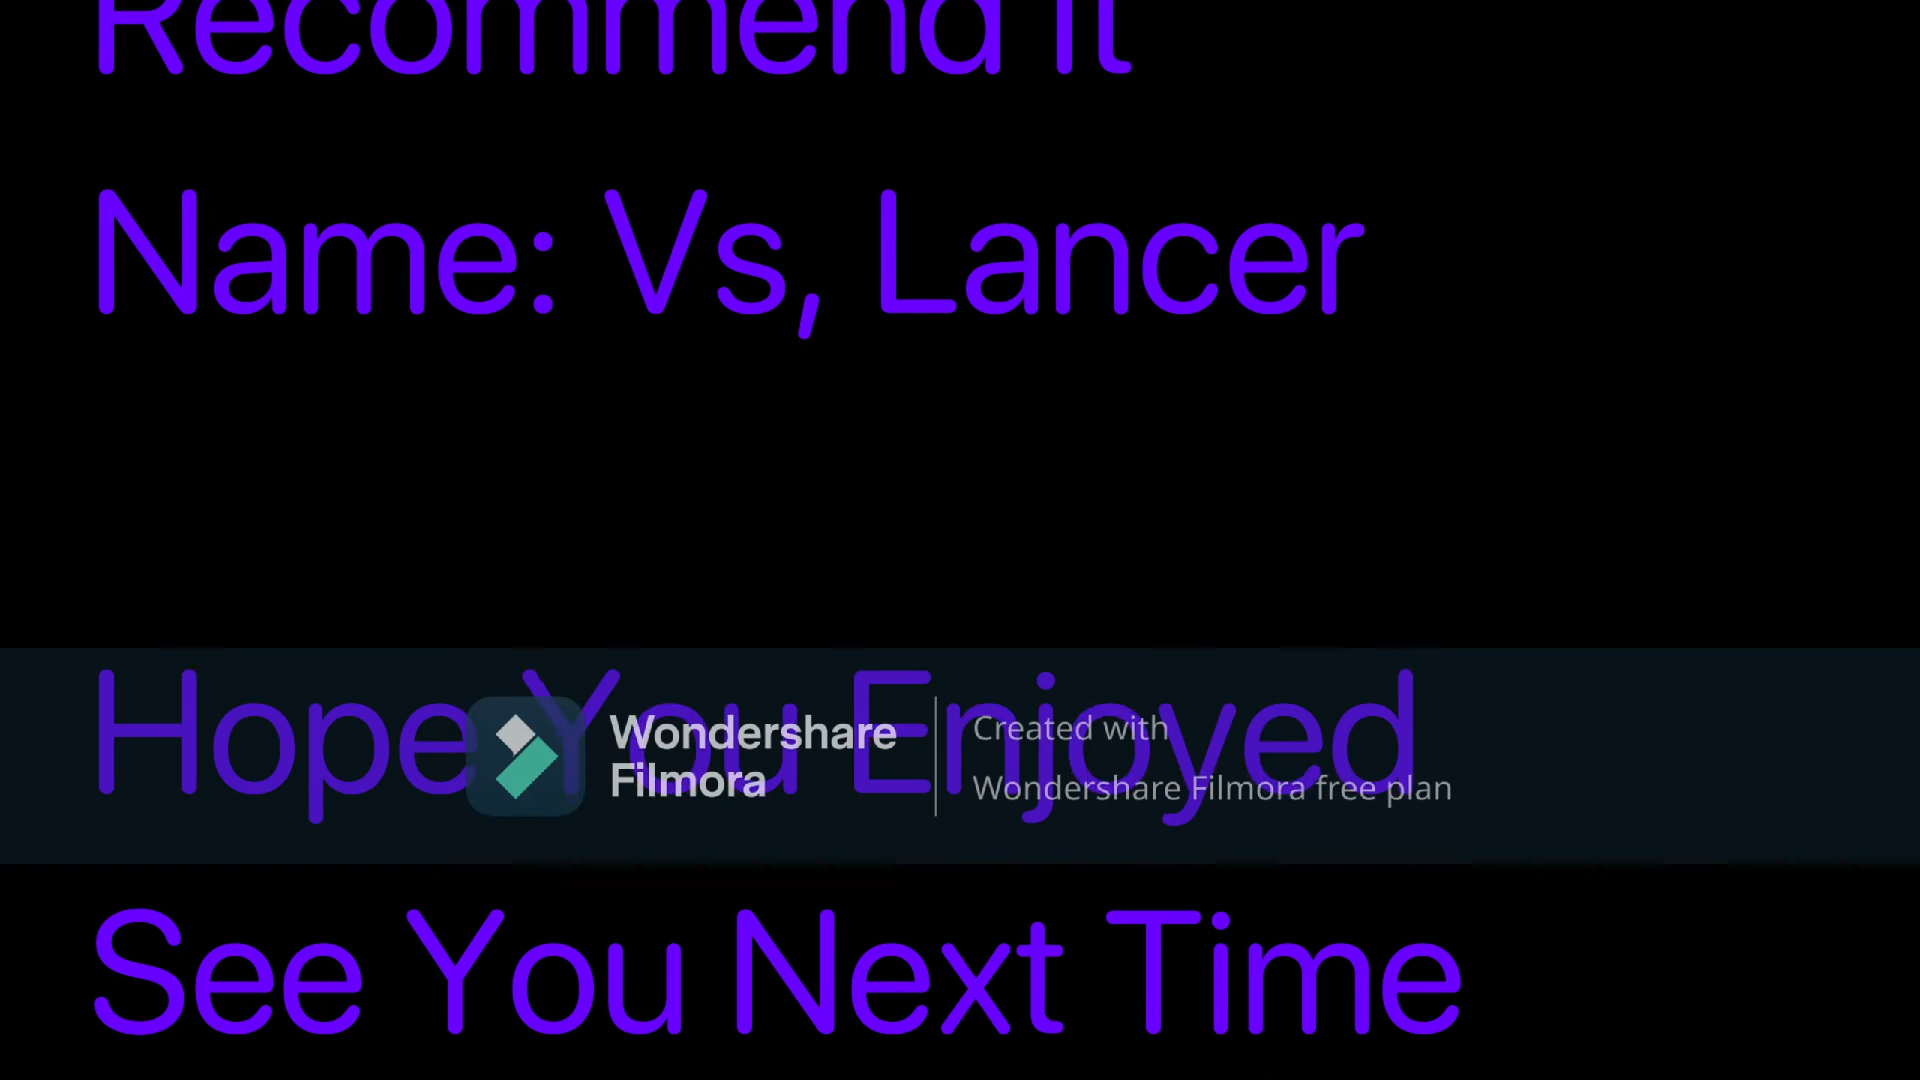 Recommend It
Name: Vs, Lancer
Hope You Enjoyed
Wondershare
Filmora
Created with
Wondershare Filmora free plan
See You Next Time